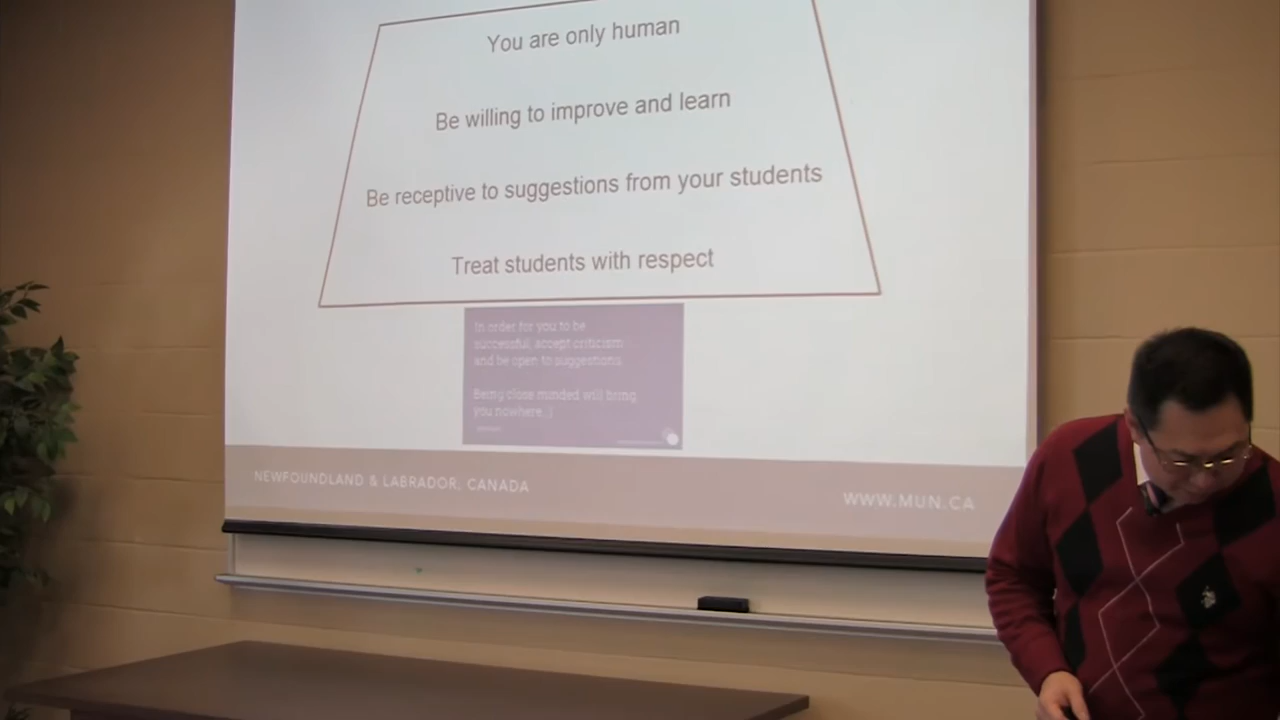 You are only human
Be willing to improve and learn
Be receptive to suggestions from your students
Treat students with respect
In order for you to be
successful, accept criticism
and be open to suggestions.
Being close minded will bring
you nowhere.:)
NEWFOUNDLAND & LABRADOR, CANADA
WWW.MUN.CA